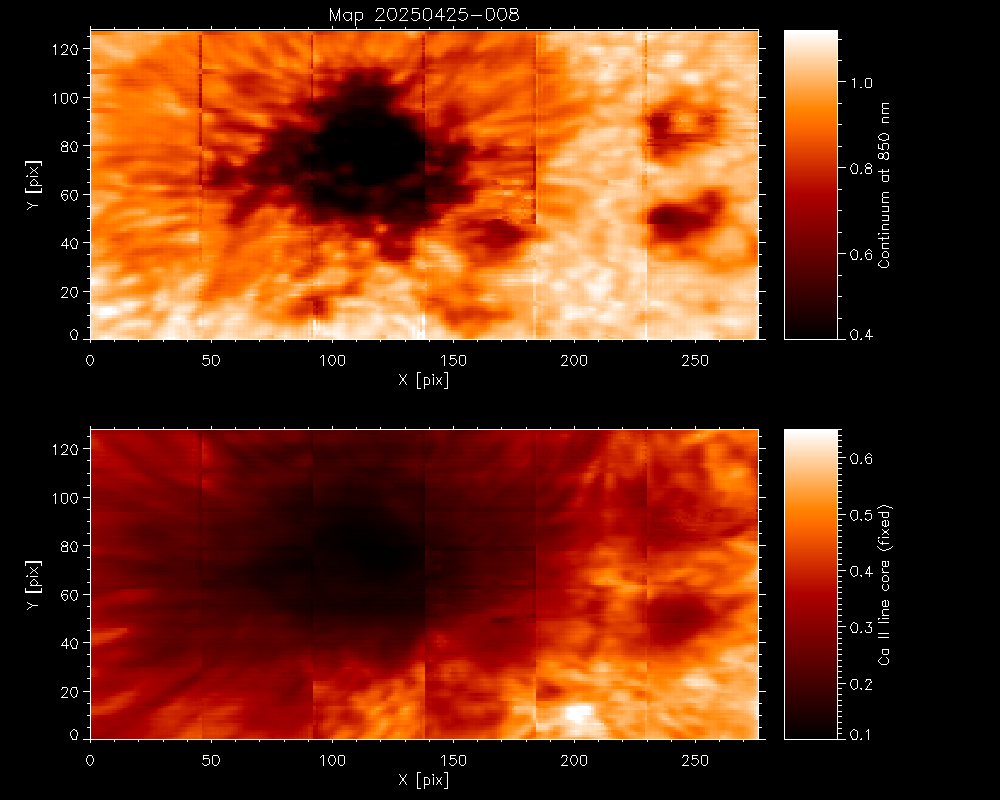 Map 20250425-008
120
100
80
60
40
20
0
Y [pix]
0 50 100 150 200 250
X [pix]
1.0
0.8
0.6
0.4
Continuum at 850 nm
120
100
80
60
40
20
0
Y [pix]
0 50 100 150 200 250
X [pix]
0.6
0.5
0.4
0.3
0.2
0.1
Ca II line core (fixed)